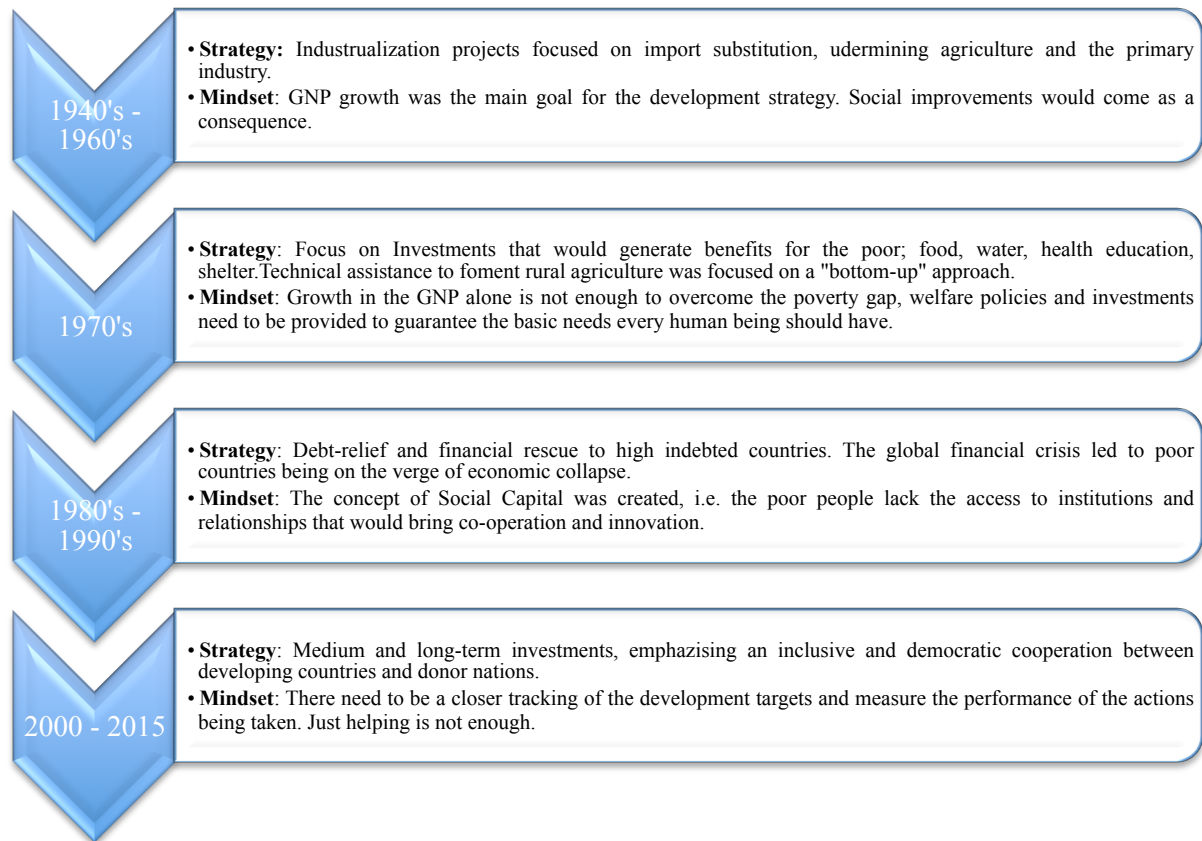 1940's -
1960's
• Strategy: Industrualization projects focused on import substitution, udermining agriculture and the primary
industry.
• Mindset: GNP growth was the main goal for the development strategy. Social improvements would come as a
consequence.
1970's
• Strategy: Focus on Investments that would generate benefits for the poor; food, water, health education,
shelter.Technical assistance to foment rural agriculture was focused on a "bottom-up" approach.
• Mindset: Growth in the GNP alone is not enough to overcome the poverty gap, welfare policies and investments
need to be provided to guarantee the basic needs every human being should have.
1980's -
1990's
• Strategy: Debt-relief and financial rescue to high indebted countries. The global financial crisis led to poor
countries being on the verge of economic collapse.
• Mindset: The concept of Social Capital was created, i.e. the poor people lack the access to institutions and
relationships that would bring co-operation and innovation.
2000 - 2015
• Strategy: Medium and long-term investments, emphazising an inclusive and democratic cooperation between
developing countries and donor nations.
• Mindset: There need to be a closer tracking of the development targets and measure the performance of the actions
being taken. Just helping is not enough.